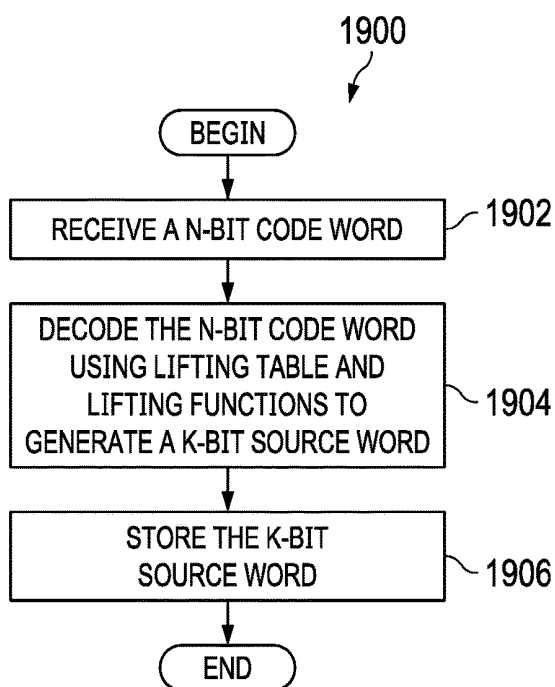 1900
BEGIN
RECEIVE A N-BIT CODE WORD
1902
DECODE THE N-BIT CODE WORD
USING LIFTING TABLE AND
LIFTING FUNCTIONS TO
GENERATE A K-BIT SOURCE WORD
1904
STORE THE K-BIT
SOURCE WORD
1906
END